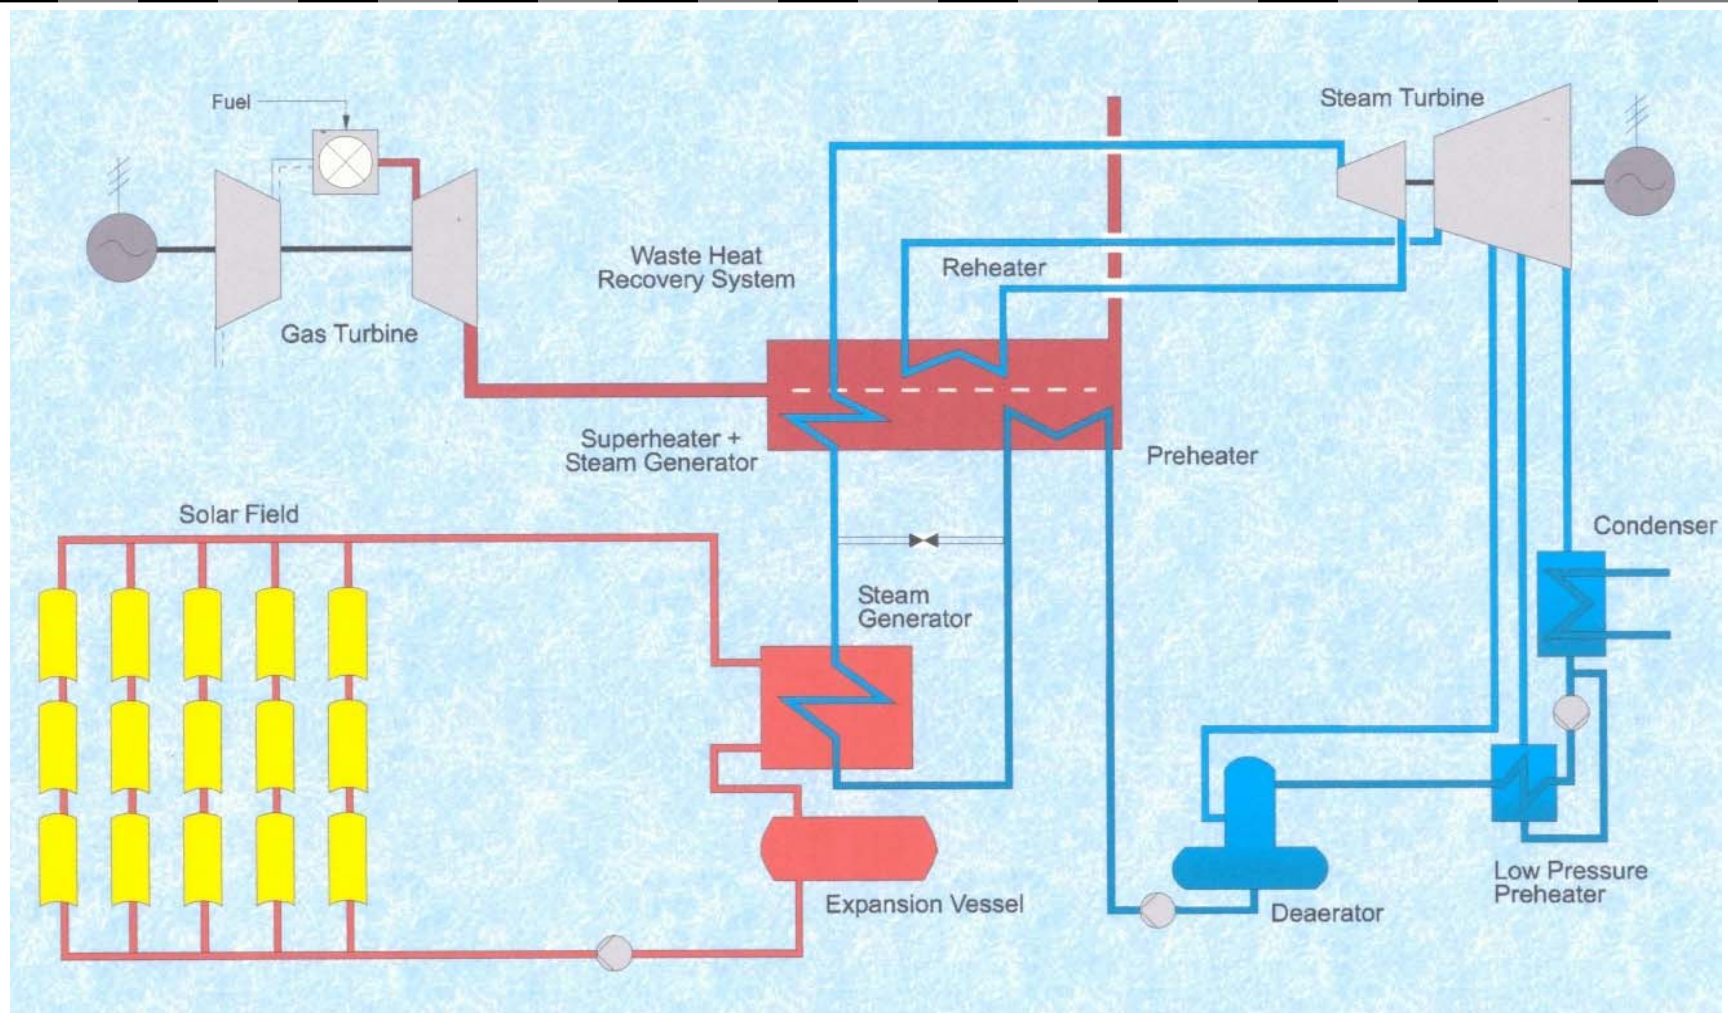 Fuel
Steam Turbine
Waste Heat
Recovery System
Reheater
Gas Turbine
Superheater +
Steam Generator
Preheater
Solar Field
Condenser
Steam
Generator
Low Pressure
Preheater
Expansion Vessel
Deaerator